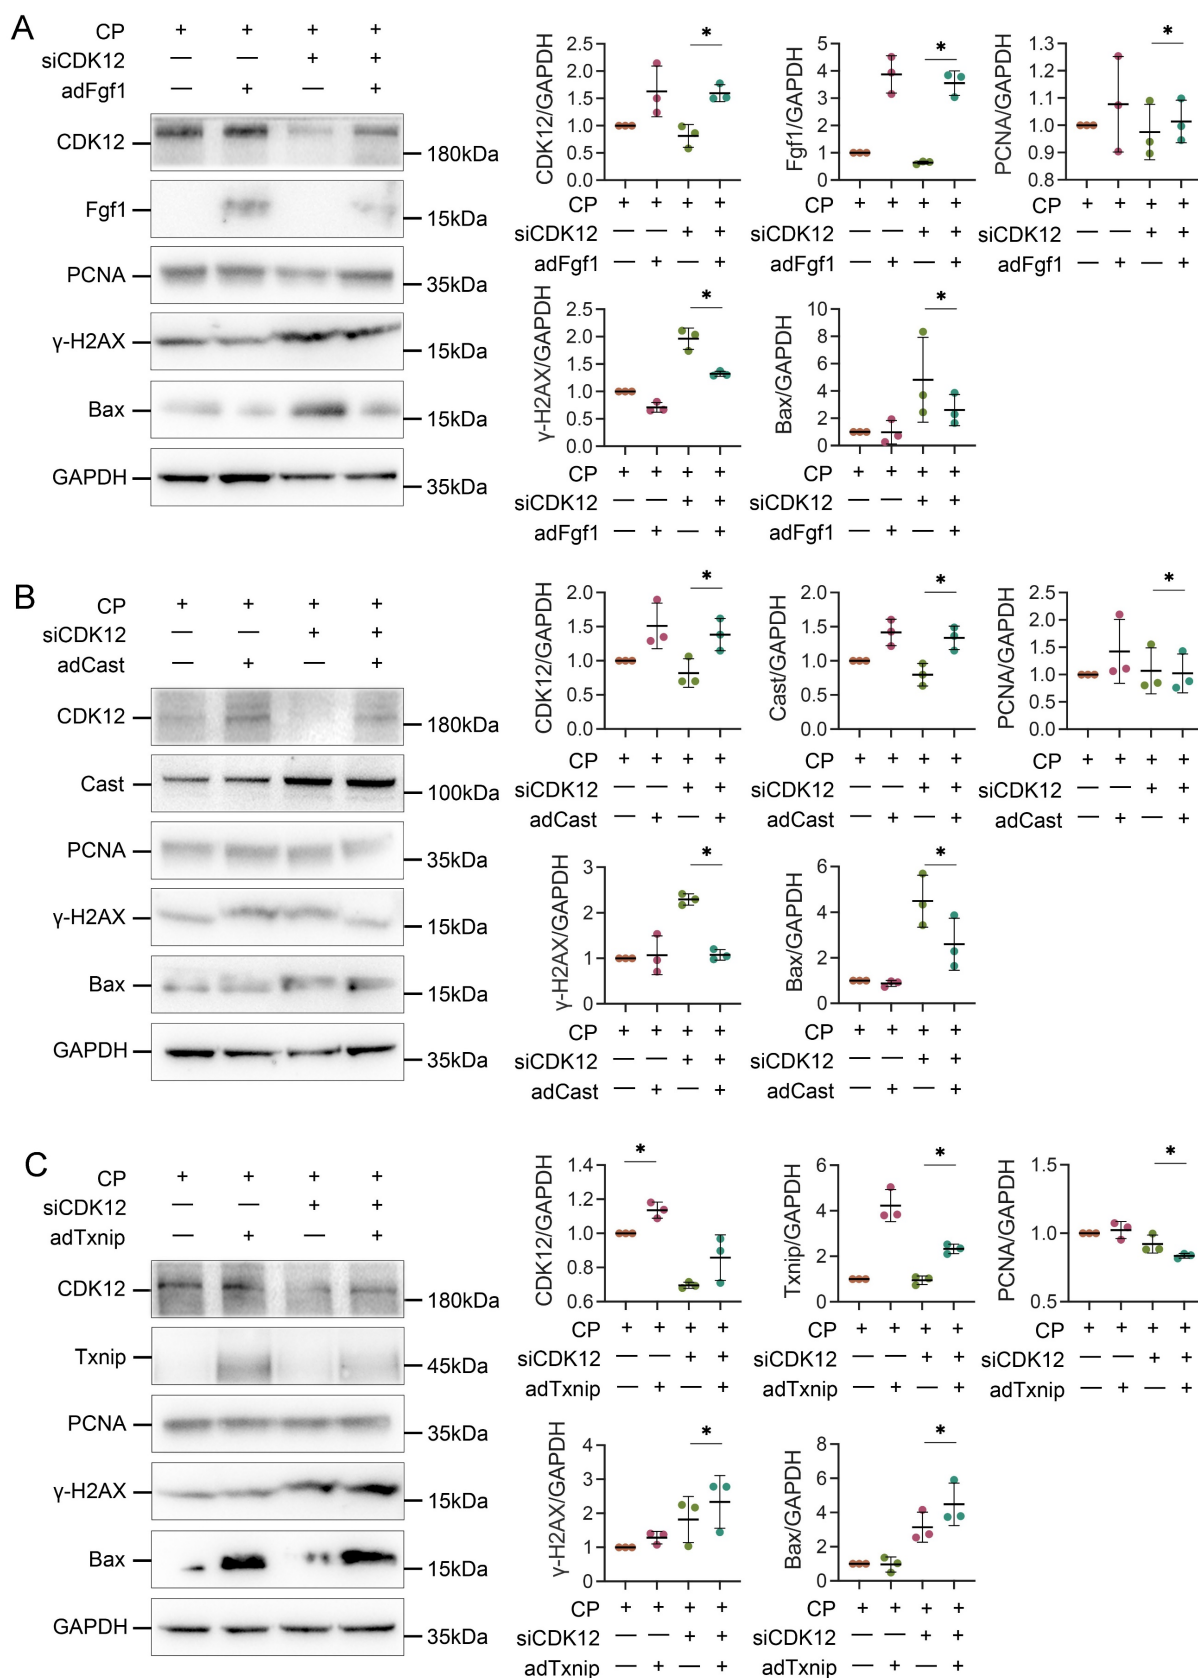 A
CP + + + +
siCDK12 — — + +
adFgf1 — + — +
CDK12
180kDa
Fgf1
15kDa
PCNA
35kDa
γ-H2AX
15kDa
Bax
15kDa
GAPDH
35kDa
CDK12/GAPDH
2.5
2.0
1.5
1.0
0.5
0.0
*
CP + + + +
siCDK12 — — + +
adFgf1 — + — +
Fgf1/GAPDH
5
4
3
2
1
0
*
CP + + + +
siCDK12 — — + +
adFgf1 — + — +
PCNA/GAPDH
1.3
1.2
1.1
1.0
0.9
0.8
*
CP + + + +
siCDK12 — — + +
adFgf1 — + — +
γ-H2AX/GAPDH
2.5
2.0
1.5
1.0
0.5
0.0
*
CP + + + +
siCDK12 — — + +
adFgf1 — + — +
Bax/GAPDH
10
8
6
4
2
0
*
CP + + + +
siCDK12 — — + +
adFgf1 — + — +
B
CP + + + +
siCDK12 — — + +
adCast — + — +
CDK12
180kDa
Cast
100kDa
PCNA
35kDa
γ-H2AX
15kDa
Bax
15kDa
GAPDH
35kDa
CDK12/GAPDH
2.0
1.5
1.0
0.5
0.0
*
CP + + + +
siCDK12 — — + +
adCast — + — +
Cast/GAPDH
2.0
1.5
1.0
0.5
0.0
*
CP + + + +
siCDK12 — — + +
adCast — + — +
PCNA/GAPDH
2.5
2.0
1.5
1.0
0.5
0.0
*
CP + + + +
siCDK12 — — + +
adCast — + — +
γ-H2AX/GAPDH
3
2
1
0
*
CP + + + +
siCDK12 — — + +
adCast — + — +
Bax/GAPDH
6
4
2
0
*
CP + + + +
siCDK12 — — + +
adCast — + — +
C
CP + + + +
siCDK12 — — + +
adTxnip — + — +
CDK12
180kDa
Txnip
45kDa
PCNA
35kDa
γ-H2AX
15kDa
Bax
15kDa
GAPDH
35kDa
CDK12/GAPDH
1.4
1.2
1.0
0.8
0.6
*
CP + + + +
siCDK12 — — + +
adTxnip — + — +
Txnip/GAPDH
6
4
2
0
*
CP + + + +
siCDK12 — — + +
adTxnip — + — +
PCNA/GAPDH
1.5
1.0
0.5
*
CP + + + +
siCDK12 — — + +
adTxnip — + — +
γ-H2AX/GAPDH
4
3
2
1
0
*
CP + + + +
siCDK12 — — + +
adTxnip — + — +
Bax/GAPDH
8
6
4
2
0
*
CP + + + +
siCDK12 — — + +
adTxnip — + — +